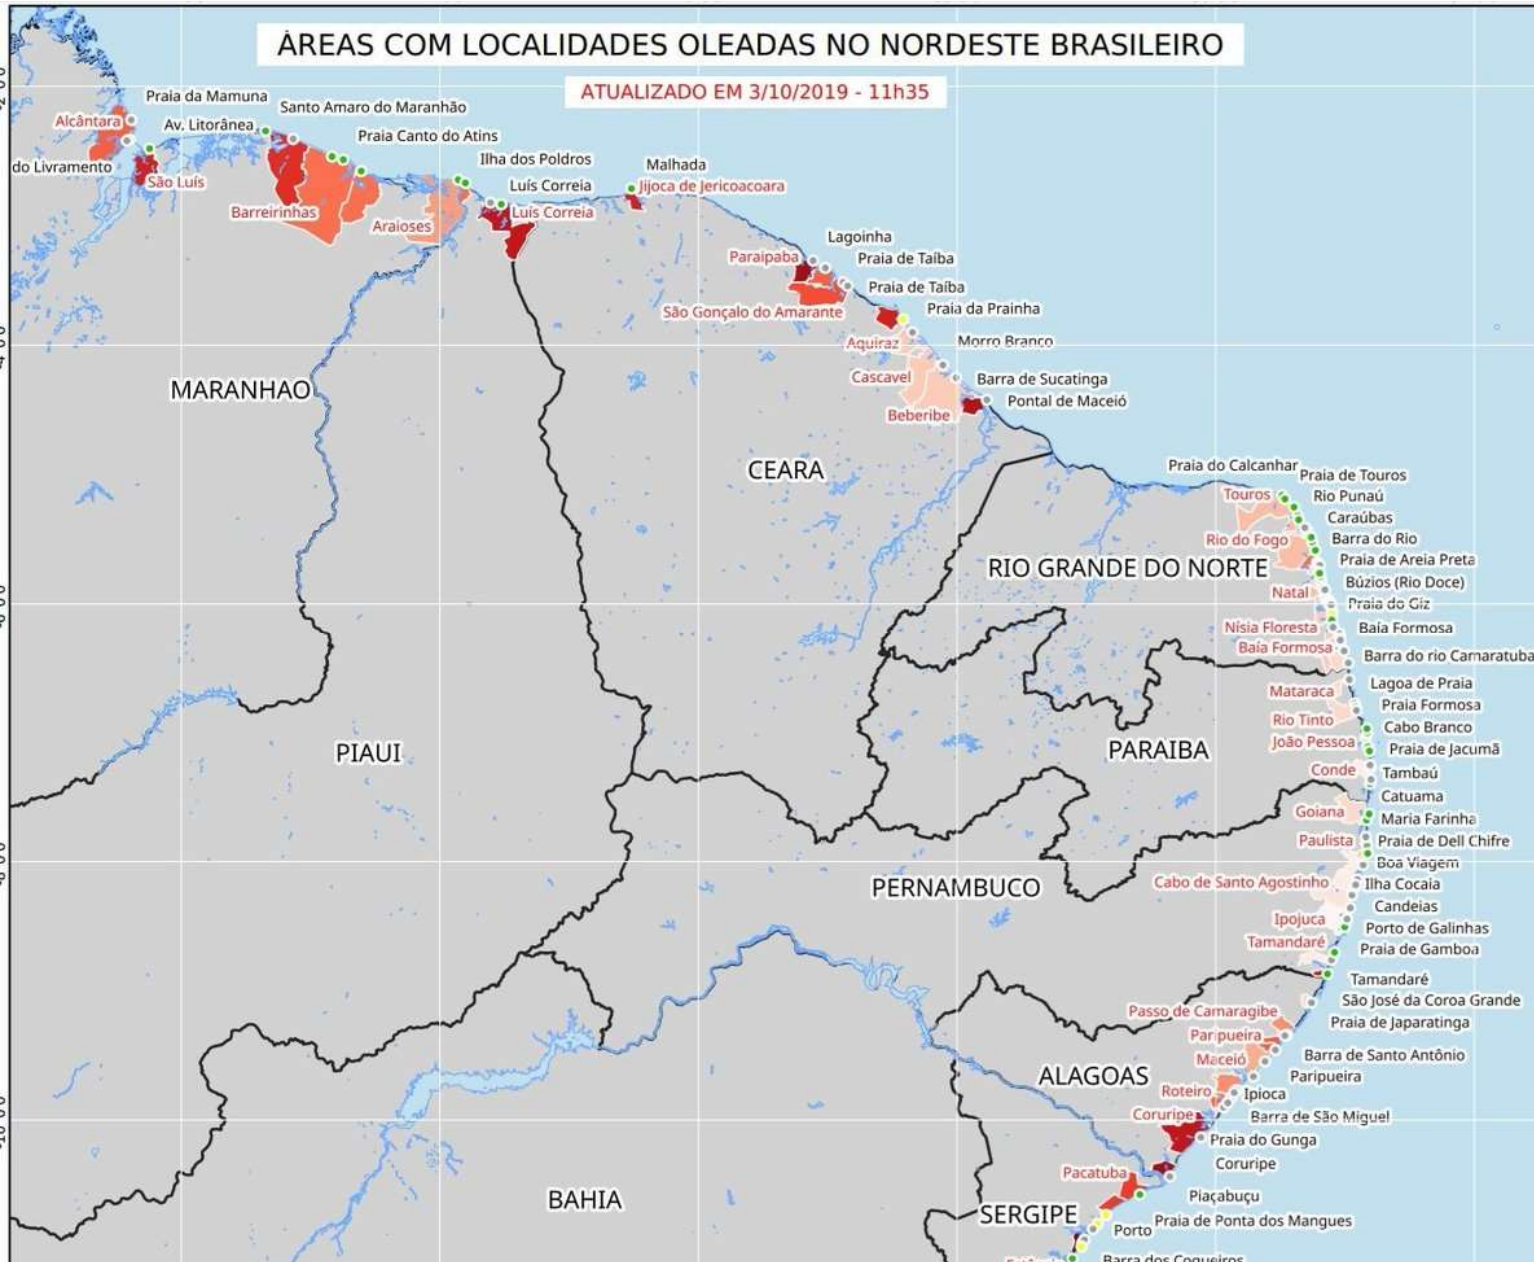 ÁREAS COM LOCALIDADES OLEADAS NO NORDESTE BRASILEIRO
ATUALIZADO EM 3/10/2019 - 11h35
Praia da Mamuna
Santo Amaro do Maranhão
Alcântara
Av. Litorânea
Praia Canto do Atins
do Livramento
São Luís
Ilha dos Poldros
Malhada
Luís Correia
Jijoca de Jericoacoara
Barreirinhas
Luís Correia
Araioses
Lagoinha
Paraipaba
Praia de Taíba
Praia de Taíba
São Gonçalo do Amarante
Praia da Prainha
Aquiraz
Morro Branco
Cascavel
Barra de Sucatinga
MARANHAO
Pontal de Maceió
Beberibe
CEARA
Praia do Calcanhar
Praia de Touros
Touros
Rio Punaú
Caraúbas
Rio do Fogo
Barra do Rio
Praia de Areia Preta
RIO GRANDE DO NORTE
Búzios (Rio Doce)
Natal
Praia do Giz
Nísia Floresta
Baía Formosa
Baía Formosa
Barra do rio Camaratuba
Lagoa de Praia
Mataraca
Praia Formosa
Rio Tinto
Cabo Branco
João Pessoa
Praia de Jacumã
PIAUI
PARAIBA
Conde
Tambaú
Catuama
Goiana
Maria Farinha
Paulista
Praia de Dell Chifre
Boa Viagem
Cabo de Santo Agostinho
Ilha Cocaia
PERNAMBUCO
Candeias
Ipojuca
Porto de Galinhas
Tamandaré
Praia de Gamboa
Tamandaré
São José da Coroa Grande
Passo de Camaragibe
Praia de Japaratinga
Paripueira
Barra de Santo Antônio
Maceió
ALAGOAS
Paripueira
Roteiro
Ipioca
Coruripe
Barra de São Miguel
Praia do Gunga
Coruripe
Pacatuba
Piaçabuçu
BAHIA
SERGIPE
Porto
Praia de Ponta dos Mangues
Barra dos Coqueiros